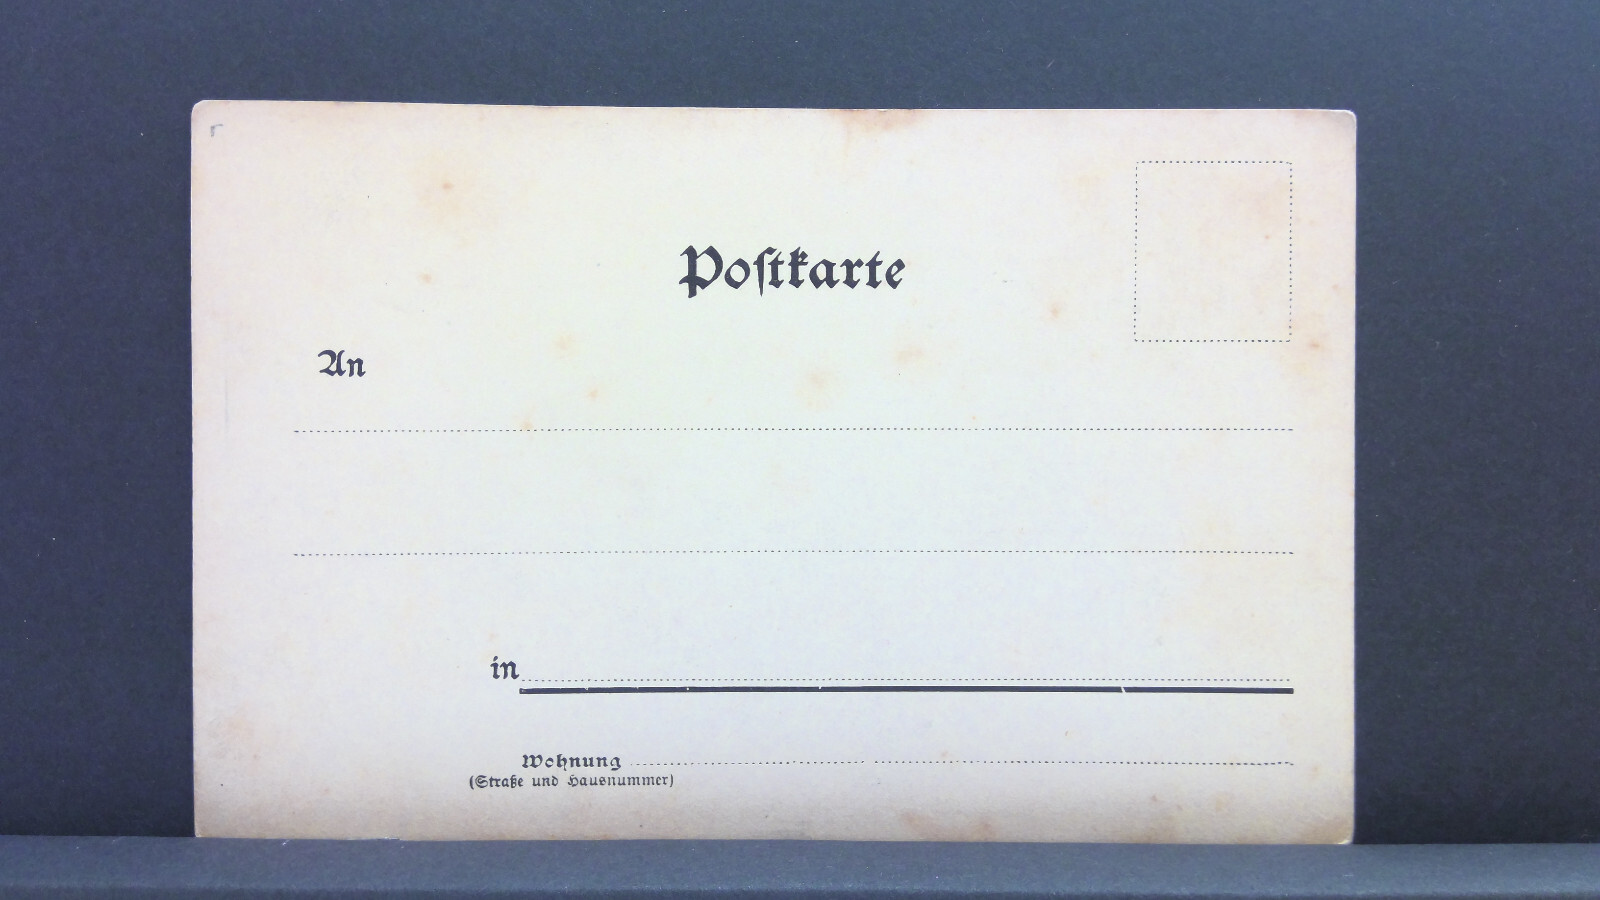 Poſtkarte
An
in
Wohnung
(Straße und Hausnummer)